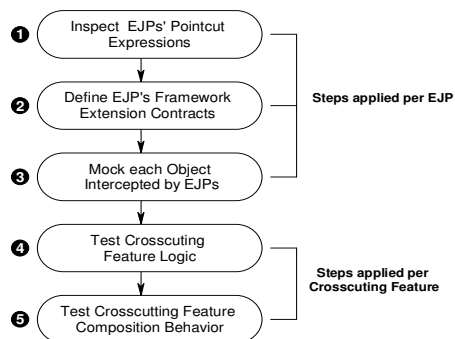 1 Inspect EJPs' Pointcut
Expressions
2 Define EJP's Framework
Extension Contracts
Steps applied per EJP
3 Mock each Object
Intercepted by EJPs
4 Test Crosscuting
Feature Logic
Steps applied per
Crosscuting Feature
5 Test Crosscutting Feature
Composition Behavior